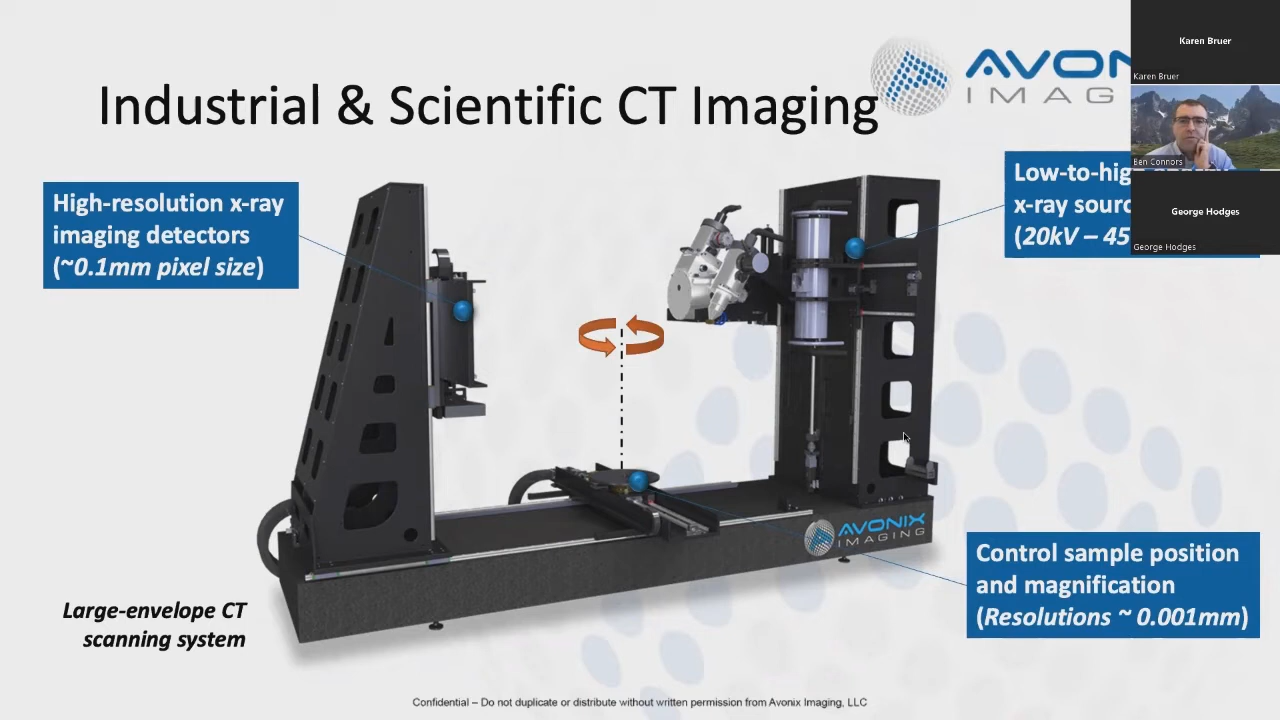 Industrial & Scientific CT Imaging
AVON
IMAG
Karen Bruer
Karen Bruer
Ben Connors
George Hodges
George Hodges
High-resolution x-ray
imaging detectors
(~0.1mm pixel size)
Low-to-hig
x-ray sourc
(20kV – 45
AVONIX
IMAGING
Control sample position
and magnification
(Resolutions ~ 0.001mm)
Large-envelope CT
scanning system
Confidential – Do not duplicate or distribute without written permission from Avonix Imaging, LLC